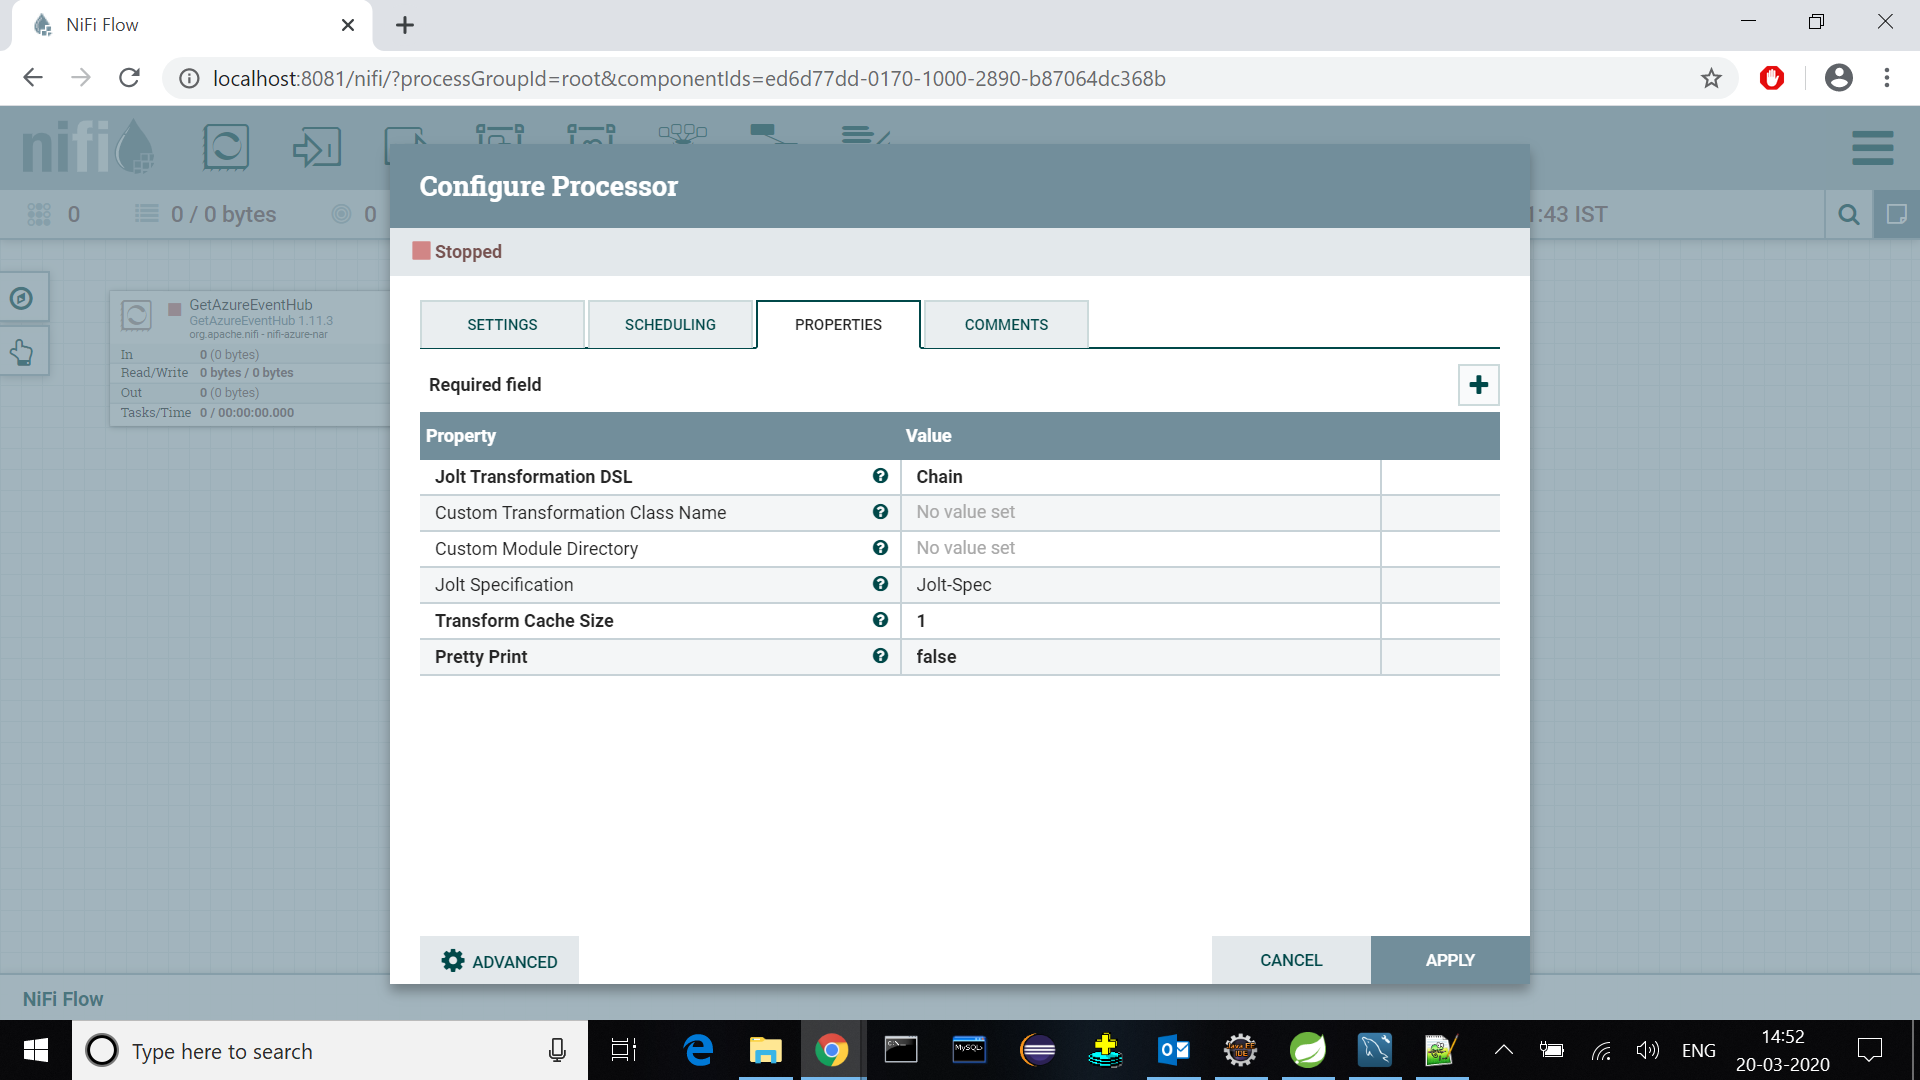 NiFi Flow
localhost:8081/nifi/?processGroupId=root&componentIds=ed6d77dd-0170-1000-2890-b87064dc368b
nifi
0
0 / 0 bytes
0
:43 IST
GetAzureEventHub
GetAzureEventHub 1.11.3
org.apache.nifi - nifi-azure-nar
In 0 (0 bytes)
Read/Write 0 bytes / 0 bytes
Out 0 (0 bytes)
Tasks/Time 0 / 00:00:00.000
Configure Processor
Stopped
SETTINGS SCHEDULING PROPERTIES COMMENTS
Required field
Property Value
Jolt Transformation DSL Chain
Custom Transformation Class Name No value set
Custom Module Directory No value set
Jolt Specification Jolt-Spec
Transform Cache Size 1
Pretty Print false
ADVANCED CANCEL APPLY
NiFi Flow
Type here to search
MySQL
Java EE
IDE
ENG
14:52
20-03-2020